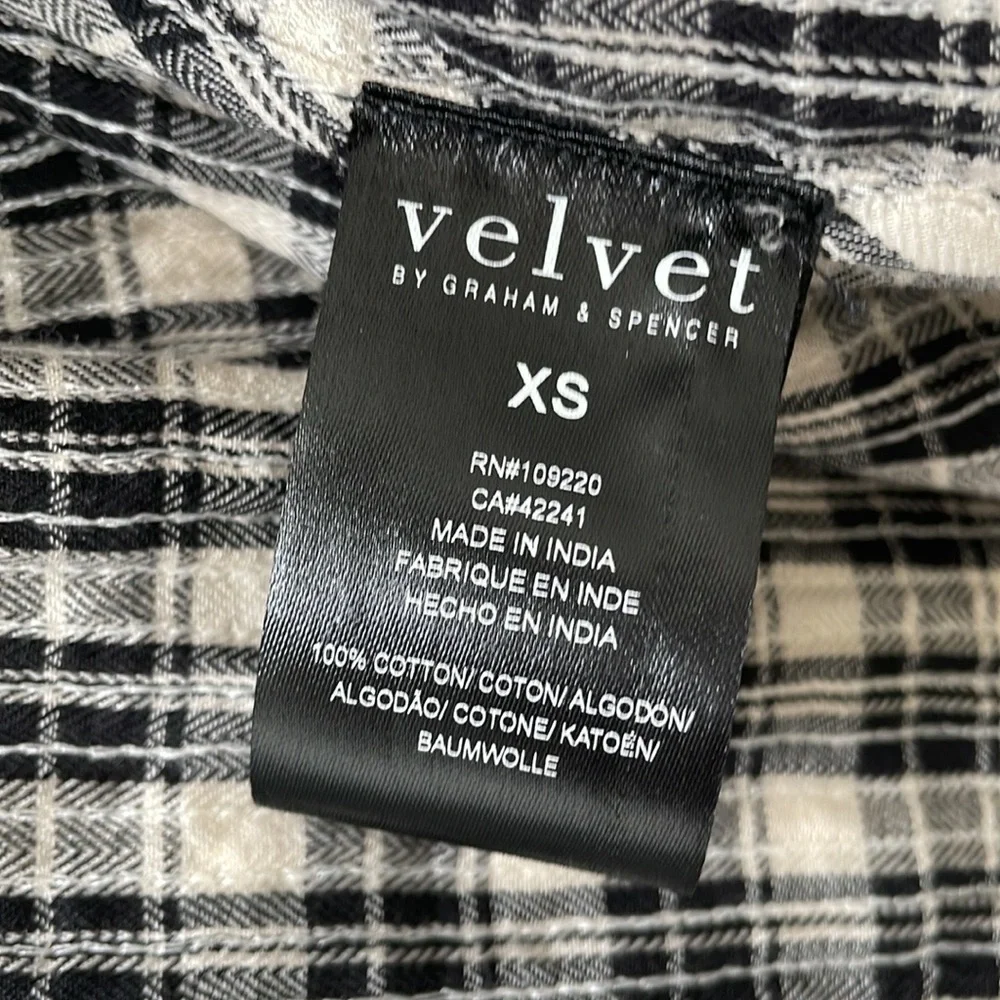 velvet
BY GRAHAM & SPENCER
XS
RN#109220
CA#42241
MADE IN INDIA
FABRIQUE EN INDE
HECHO EN INDIA
100% COTTON/ COTON/ ALGODÓN/
ALGODÃO/ COTONE/ KATOEN/
BAUMWOLLE